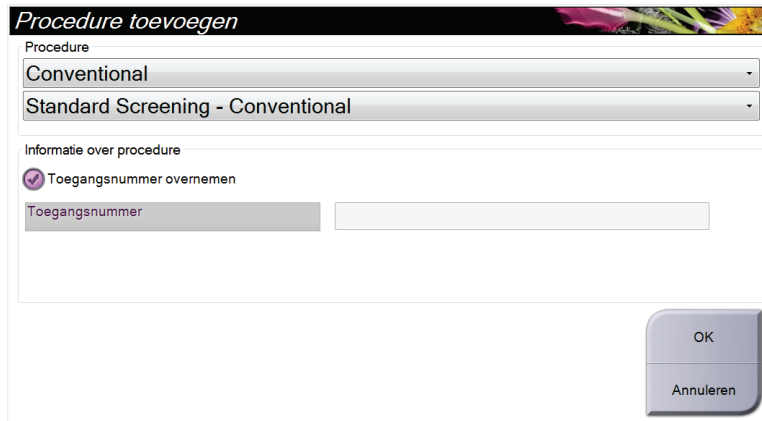 Procedure toevoegen
Procedure
Conventional
Standard Screening - Conventional
Informatie over procedure
Toegangsnummer overnemen
Toegangsnummer
OK
Annuleren